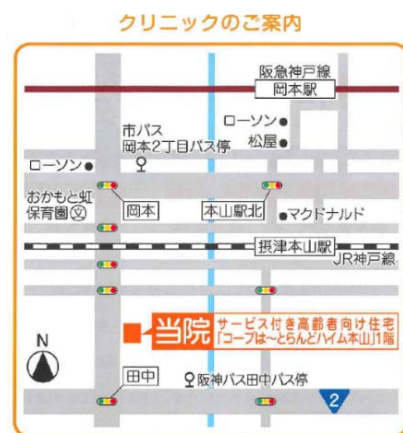 クリニックのご案内
阪急神戸線
岡本駅
ローソン
松屋
市バス
岡本2丁目バス停
ローソン
おかもと虹
保育園
文
岡本
本山駅北
マクドナルド
摂津本山駅
JR神戸線
N
当院
サービス付き高齢者向け住宅
「コープは〜とらんどハイム本山」1階
田中
阪神バス田中バス停
2